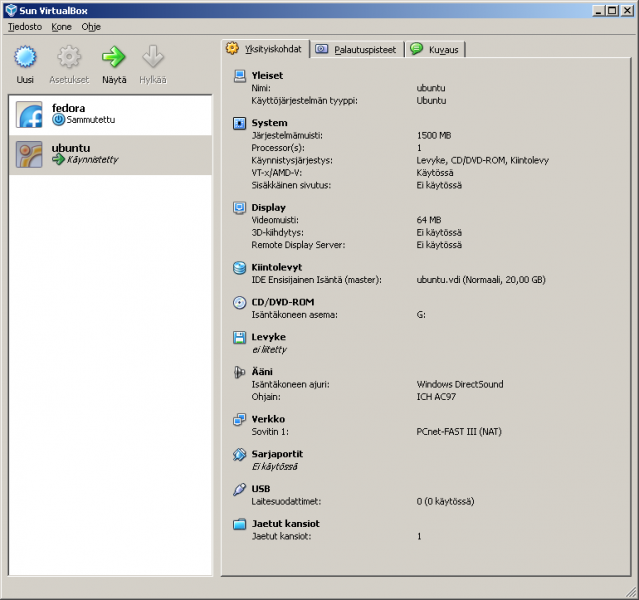 Sun VirtualBox
Tiedosto Kone Ohje
Uusi Asetukset Näytä Hylkää
fedora
Sammutettu
ubuntu
Käynnistetty
Yksityiskohdat Palautuspisteet Kuvaus
Yleiset
Nimi: ubuntu
Käyttöjärjestelmän tyyppi: Ubuntu
System
Järjestelmämuisti: 1500 MB
Processor(s): 1
Käynnistysjärjestys: Levyke, CD/DVD-ROM, Kiintolevy
VT-x/AMD-V: Käytössä
Sisäkkäinen sivutus: Ei käytössä
Display
Videomuisti: 64 MB
3D-kiihdytys: Ei käytössä
Remote Display Server: Ei käytössä
Kiintolevyt
IDE Ensisijainen Isäntä (master): ubuntu.vdi (Normaali, 20,00 GB)
CD/DVD-ROM
Isäntäkoneen asema: G:
Levyke
ei liitetty
Ääni
Isäntäkoneen ajuri: Windows DirectSound
Ohjain: ICH AC97
Verkko
Sovitin 1: PCnet-FAST III (NAT)
Sarjaportit
Ei käytössä
USB
Laitesuodattimet: 0 (0 käytössä)
Jaetut kansiot
Jaetut kansiot: 1